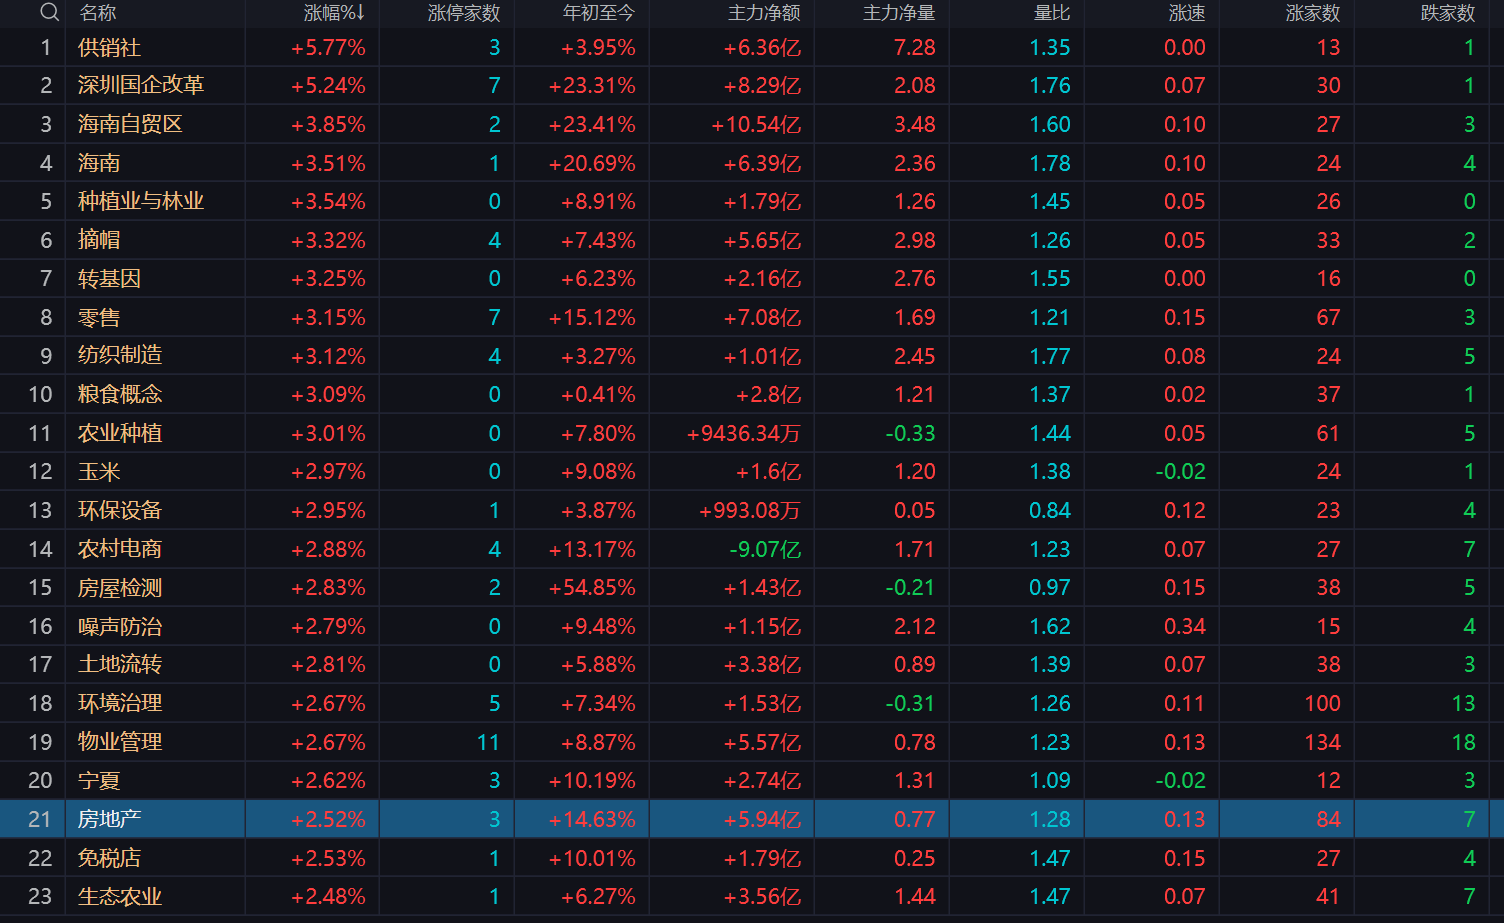 名称 涨幅%↓ 涨停家数 年初至今 主力净额 主力净量 量比 涨速 涨家数 跌家数
1 供销社 +5.77% 3 +3.95% +6.36亿 7.28 1.35 0.00 13 1
2 深圳国企改革 +5.24% 7 +23.31% +8.29亿 2.08 1.76 0.07 30 1
3 海南自贸区 +3.85% 2 +23.41% +10.54亿 3.48 1.60 0.10 27 3
4 海南 +3.51% 1 +20.69% +6.39亿 2.36 1.78 0.10 24 4
5 种植业与林业 +3.54% 0 +8.91% +1.79亿 1.26 1.45 0.05 26 0
6 摘帽 +3.32% 4 +7.43% +5.65亿 2.98 1.26 0.05 33 2
7 转基因 +3.25% 0 +6.23% +2.16亿 2.76 1.55 0.00 16 0
8 零售 +3.15% 7 +15.12% +7.08亿 1.69 1.21 0.15 67 3
9 纺织制造 +3.12% 4 +3.27% +1.01亿 2.45 1.77 0.08 24 5
10 粮食概念 +3.09% 0 +0.41% +2.8亿 1.21 1.37 0.02 37 1
11 农业种植 +3.01% 0 +7.80% +9436.34万 -0.33 1.44 0.05 61 5
12 玉米 +2.97% 0 +9.08% +1.6亿 1.20 1.38 -0.02 24 1
13 环保设备 +2.95% 1 +3.87% +993.08万 0.05 0.84 0.12 23 4
14 农村电商 +2.88% 4 +13.17% -9.07亿 1.71 1.23 0.07 27 7
15 房屋检测 +2.83% 2 +54.85% +1.43亿 -0.21 0.97 0.15 38 5
16 噪声防治 +2.79% 0 +9.48% +1.15亿 2.12 1.62 0.34 15 4
17 土地流转 +2.81% 0 +5.88% +3.38亿 0.89 1.39 0.07 38 3
18 环境治理 +2.67% 5 +7.34% +1.53亿 -0.31 1.26 0.11 100 13
19 物业管理 +2.67% 11 +8.87% +5.57亿 0.78 1.23 0.13 134 18
20 宁夏 +2.62% 3 +10.19% +2.74亿 1.31 1.09 -0.02 12 3
21 房地产 +2.52% 3 +14.63% +5.94亿 0.77 1.28 0.13 84 7
22 免税店 +2.53% 1 +10.01% +1.79亿 0.25 1.47 0.15 27 4
23 生态农业 +2.48% 1 +6.27% +3.56亿 1.44 1.47 0.07 41 7